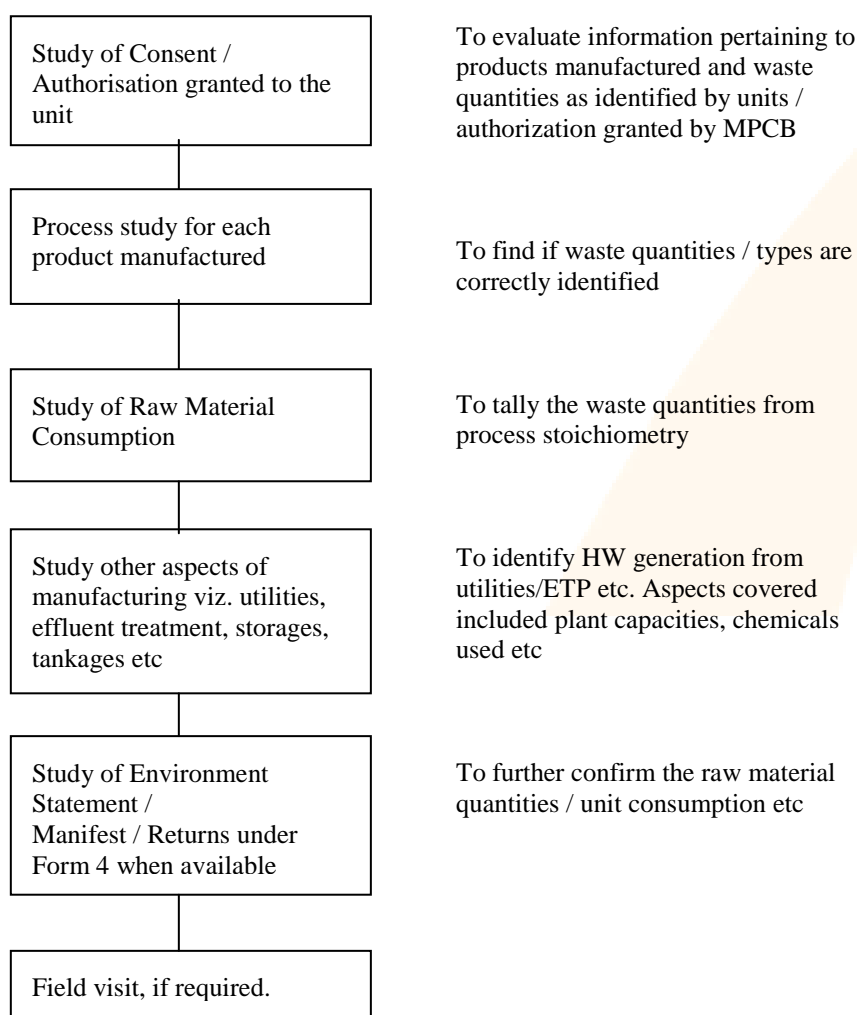 Study of Consent /
Authorisation granted to the
unit
To evaluate information pertaining to
products manufactured and waste
quantities as identified by units /
authorization granted by MPCB
Process study for each
product manufactured
To find if waste quantities / types are
correctly identified
Study of Raw Material
Consumption
To tally the waste quantities from
process stoichiometry
Study other aspects of
manufacturing viz. utilities,
effluent treatment, storages,
tankages etc
To identify HW generation from
utilities/ETP etc. Aspects covered
included plant capacities, chemicals
used etc
Study of Environment
Statement /
Manifest / Returns under
Form 4 when available
To further confirm the raw material
quantities / unit consumption etc
Field visit, if required.